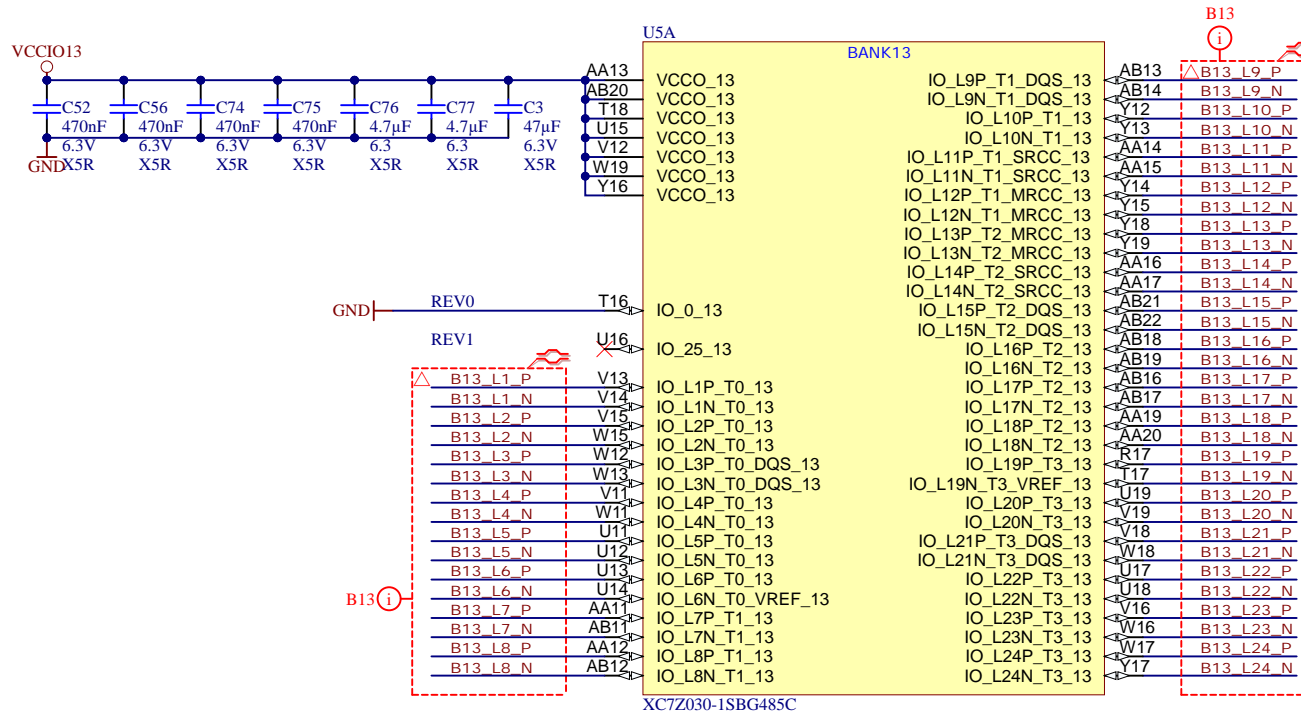 B13
i
U5A
VCCIO13
BANK13
AA13 VCCO_13
AB20 VCCO_13
T18 VCCO_13
U15 VCCO_13
V12 VCCO_13
W19 VCCO_13
Y16 VCCO_13
C52 470nF 6.3V X5R
C56 470nF 6.3V X5R
C74 470nF 6.3V X5R
C75 470nF 6.3V X5R
C76 4.7µF 6.3 X5R
C77 4.7µF 6.3 X5R
C3 47µF 6.3V X5R
GND
IO_L9P_T1_DQS_13 AB13 B13_L9_P
IO_L9N_T1_DQS_13 AB14 B13_L9_N
IO_L10P_T1_13 Y12 B13_L10_P
IO_L10N_T1_13 Y13 B13_L10_N
IO_L11P_T1_SRCC_13 AA14 B13_L11_P
IO_L11N_T1_SRCC_13 AA15 B13_L11_N
IO_L12P_T1_MRCC_13 Y14 B13_L12_P
IO_L12N_T1_MRCC_13 Y15 B13_L12_N
IO_L13P_T2_MRCC_13 Y18 B13_L13_P
IO_L13N_T2_MRCC_13 Y19 B13_L13_N
IO_L14P_T2_SRCC_13 AA16 B13_L14_P
IO_L14N_T2_SRCC_13 AA17 B13_L14_N
IO_L15P_T2_DQS_13 AB21 B13_L15_P
IO_L15N_T2_DQS_13 AB22 B13_L15_N
IO_L16P_T2_13 AB18 B13_L16_P
IO_L16N_T2_13 AB19 B13_L16_N
IO_L17P_T2_13 AB16 B13_L17_P
IO_L17N_T2_13 AB17 B13_L17_N
IO_L18P_T2_13 AA19 B13_L18_P
IO_L18N_T2_13 AA20 B13_L18_N
IO_L19P_T3_13 R17 B13_L19_P
IO_L19N_T3_VREF_13 T17 B13_L19_N
IO_L20P_T3_13 U19 B13_L20_P
IO_L20N_T3_13 V19 B13_L20_N
IO_L21P_T3_DQS_13 V18 B13_L21_P
IO_L21N_T3_DQS_13 W18 B13_L21_N
IO_L22P_T3_13 U17 B13_L22_P
IO_L22N_T3_13 U18 B13_L22_N
IO_L23P_T3_13 V16 B13_L23_P
IO_L23N_T3_13 W16 B13_L23_N
IO_L24P_T3_13 W17 B13_L24_P
IO_L24N_T3_13 Y17 B13_L24_N
GND REV0 T16 IO_0_13
REV1 U16 IO_25_13
B13_L1_P V13 IO_L1P_T0_13
B13_L1_N V14 IO_L1N_T0_13
B13_L2_P V15 IO_L2P_T0_13
B13_L2_N W15 IO_L2N_T0_13
B13_L3_P W12 IO_L3P_T0_DQS_13
B13_L3_N W13 IO_L3N_T0_DQS_13
B13_L4_P V11 IO_L4P_T0_13
B13_L4_N W11 IO_L4N_T0_13
B13_L5_P U11 IO_L5P_T0_13
B13_L5_N U12 IO_L5N_T0_13
B13_L6_P U13 IO_L6P_T0_13
B13 i
B13_L6_N U14 IO_L6N_T0_VREF_13
B13_L7_P AA11 IO_L7P_T1_13
B13_L7_N AB11 IO_L7N_T1_13
B13_L8_P AA12 IO_L8P_T1_13
B13_L8_N AB12 IO_L8N_T1_13
XC7Z030-1SBG485C